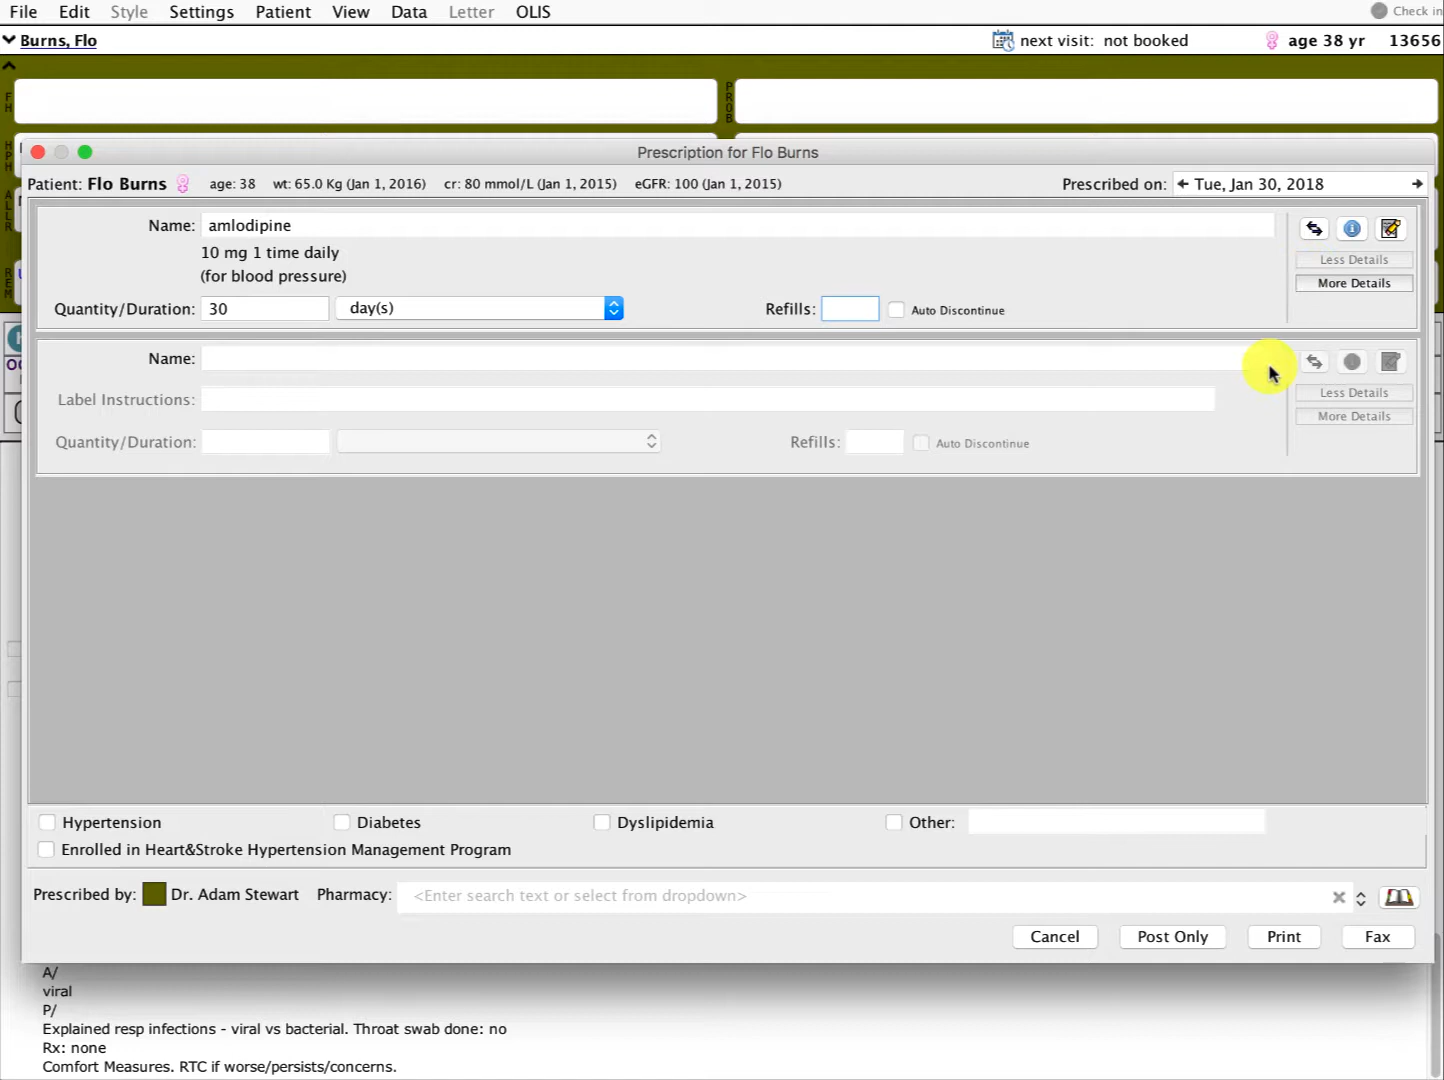 File Edit Style Settings Patient View Data Letter OLIS Check in
Burns, Flo next visit: not booked age 38 yr 13656
FH PROB
Prescription for Flo Burns
Patient: Flo Burns age: 38 wt: 65.0 Kg (Jan 1, 2016) cr: 80 mmol/L (Jan 1, 2015) eGFR: 100 (Jan 1, 2015) Prescribed on: Tue, Jan 30, 2018
HPH
ALLR
REM
Name: amlodipine
10 mg 1 time daily
(for blood pressure)
Less Details
More Details
Quantity/Duration: 30 day(s) Refills: Auto Discontinue
Name:
Label Instructions:
Less Details
More Details
Quantity/Duration: Refills: Auto Discontinue
Hypertension Diabetes Dyslipidemia Other:
Enrolled in Heart&Stroke Hypertension Management Program
Prescribed by: Dr. Adam Stewart Pharmacy: <Enter search text or select from dropdown>
Cancel Post Only Print Fax
A/
viral
P/
Explained resp infections - viral vs bacterial. Throat swab done: no
Rx: none
Comfort Measures. RTC if worse/persists/concerns.